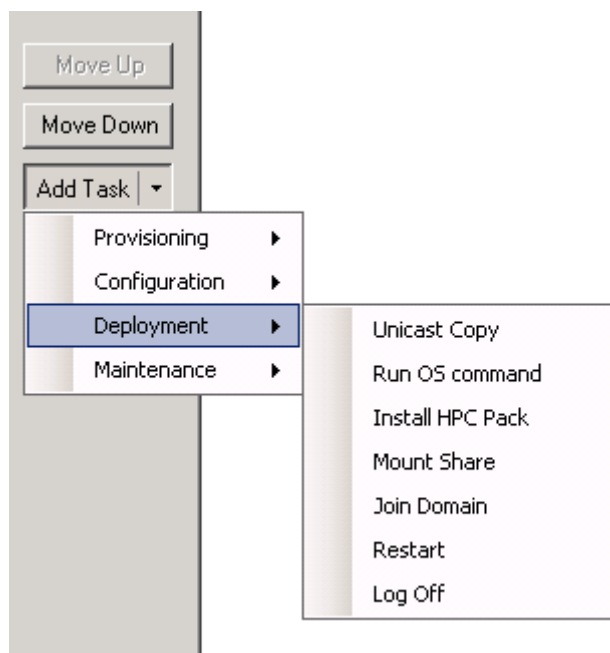 Move Up
Move Down
Add Task
Provisioning
Configuration
Deployment
Maintenance
Unicast Copy
Run OS command
Install HPC Pack
Mount Share
Join Domain
Restart
Log Off